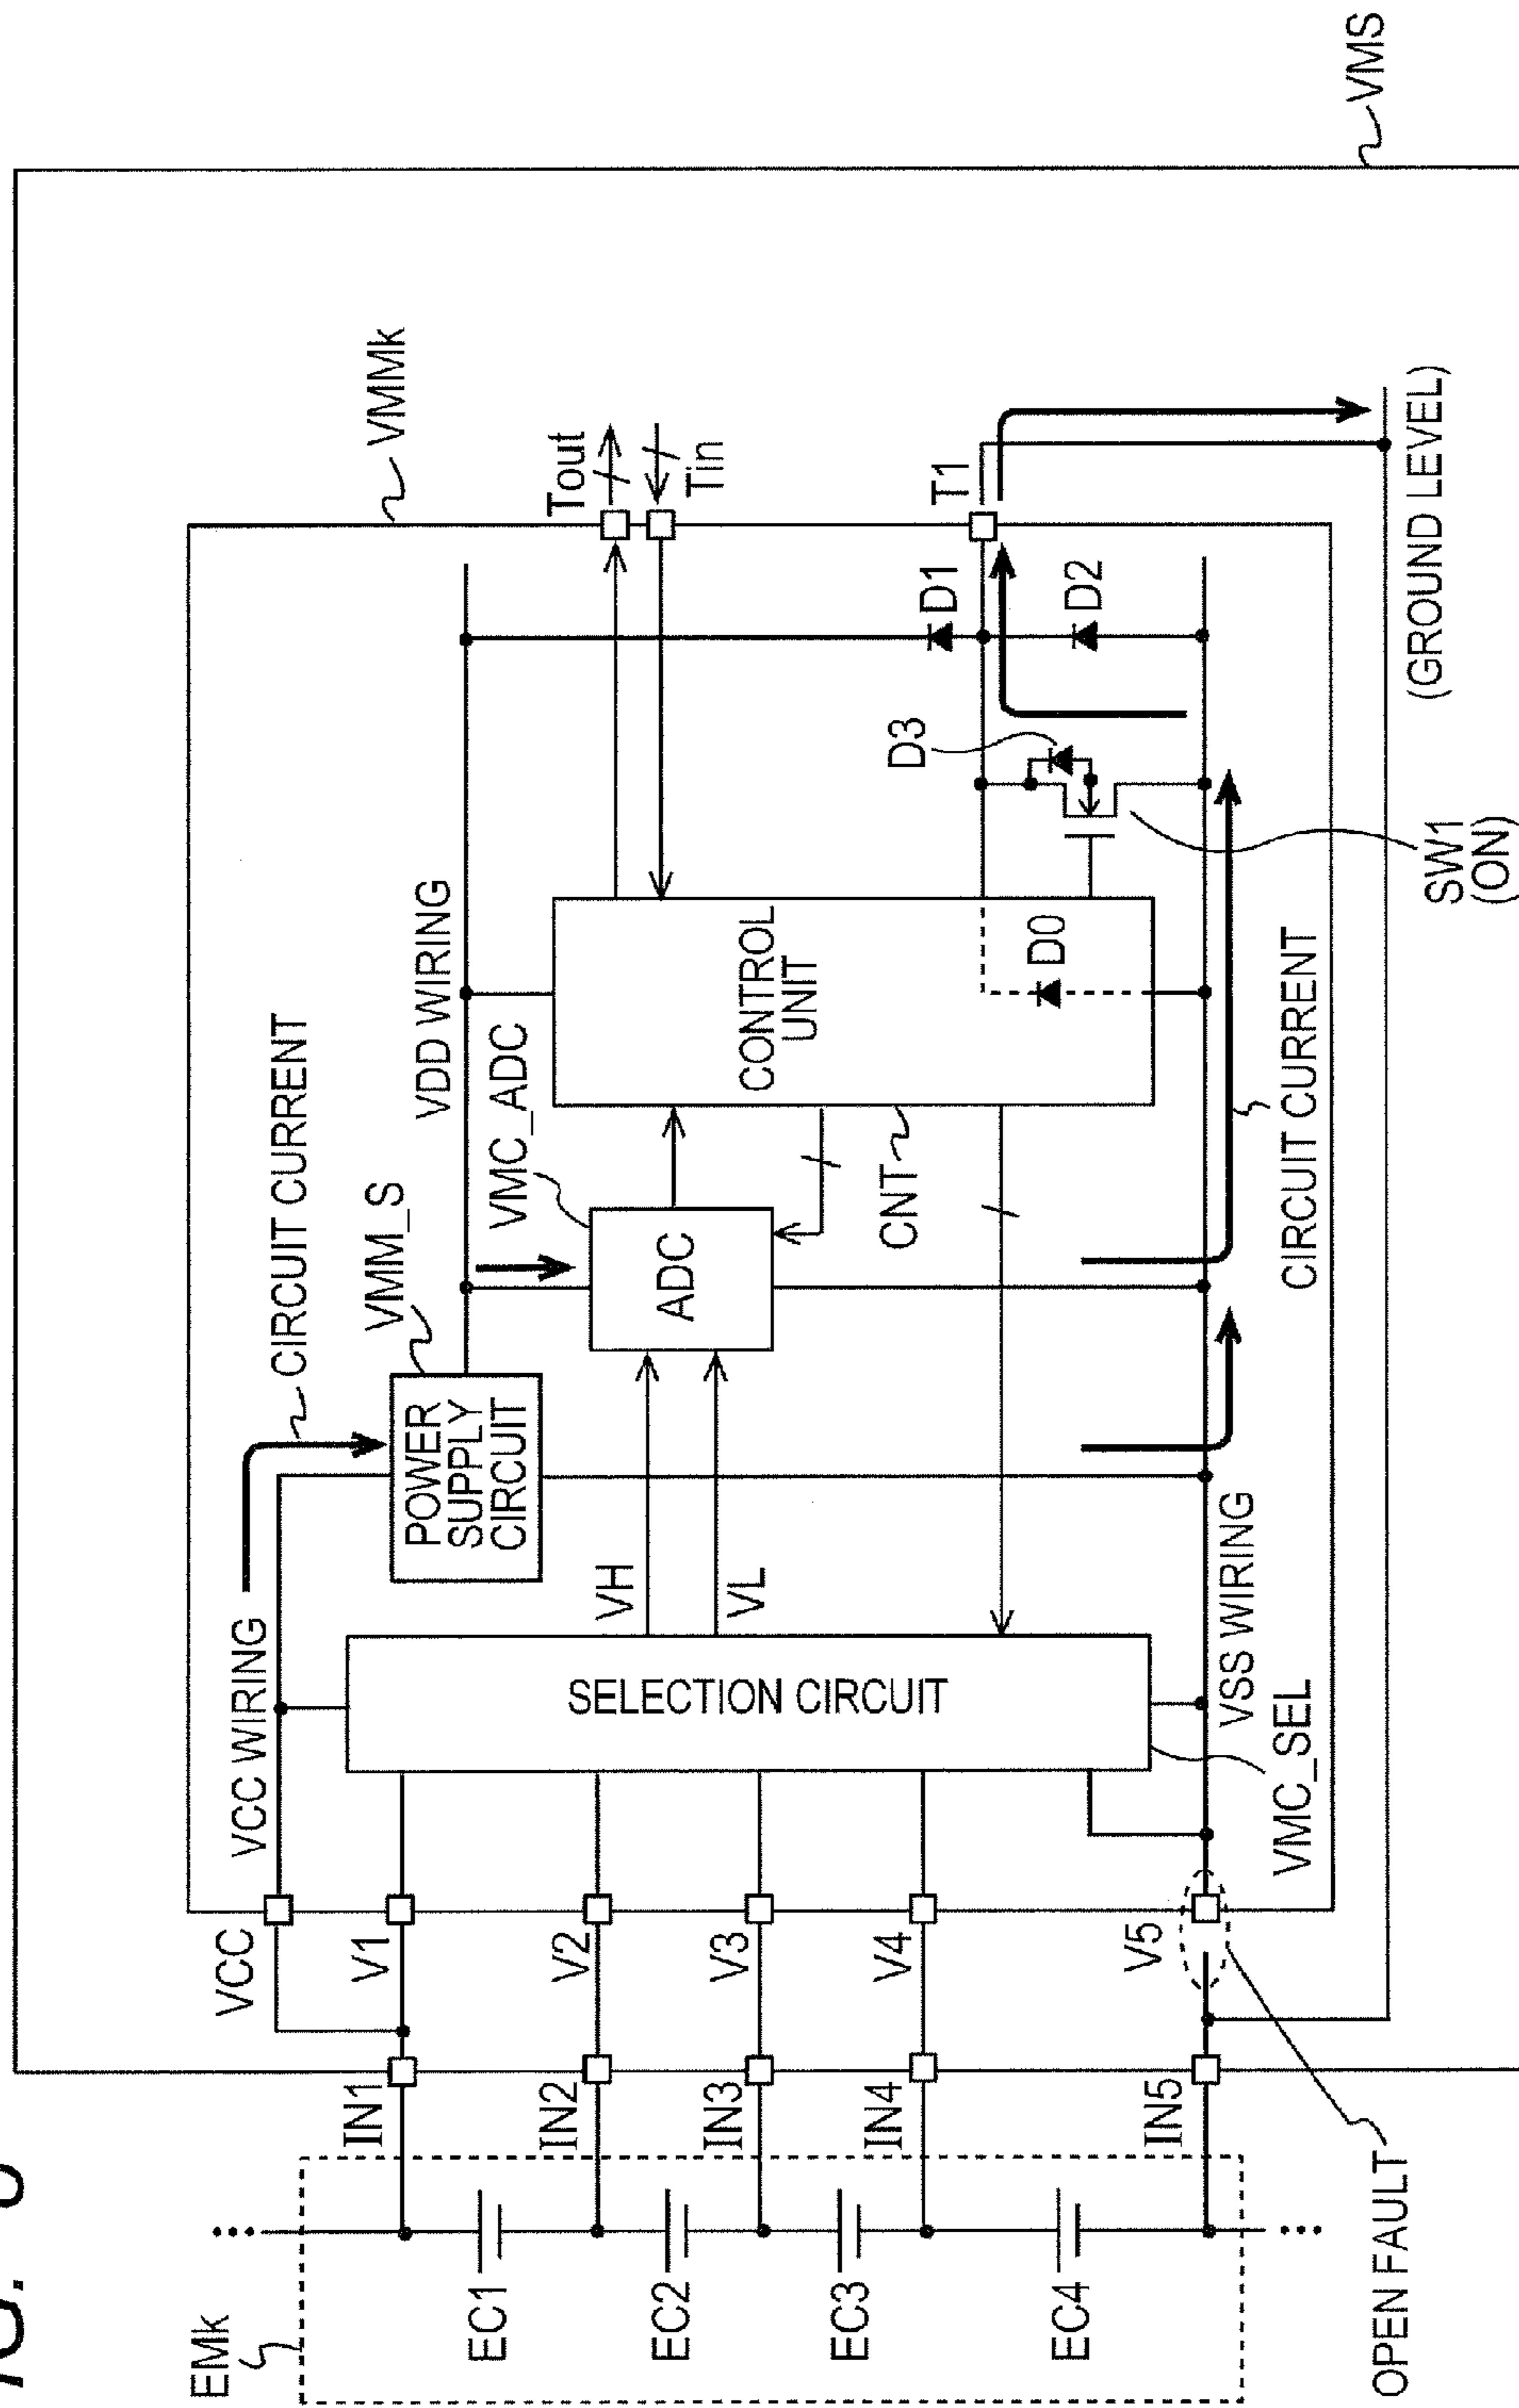 VMS
VMMk
EMk
EC1
EC2
EC3
EC4
IN1
IN2
IN3
IN4
IN5
VCC
V1
V2
V3
V4
V5
OPEN FAULT
VCC WIRING
CIRCUIT CURRENT
SELECTION CIRCUIT
VMC_SEL
VSS WIRING
VH
VL
POWER
SUPPLY
CIRCUIT
VMM_S
VDD WIRING
VMC_ADC
ADC
CNT
CONTROL
UNIT
D0
CIRCUIT CURRENT
SW1
(ON)
D3
D1
D2
Tout
Tin
T1
(GROUND LEVEL)